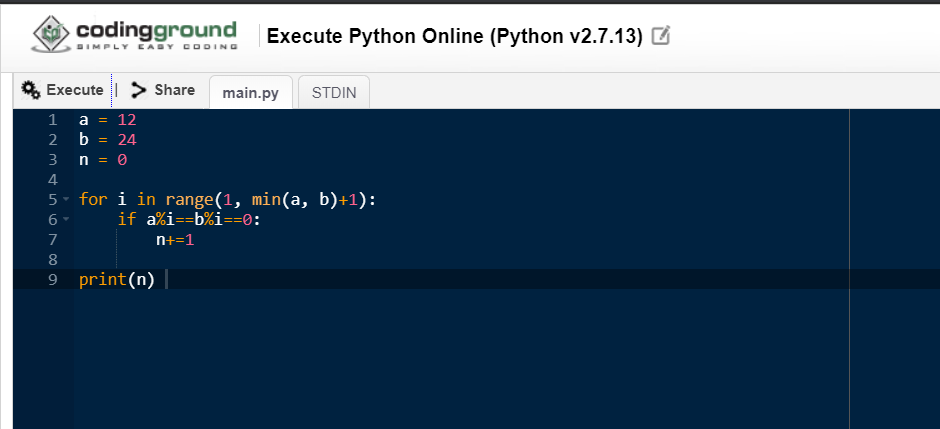 codingground
SIMPLY EASY CODING
Execute Python Online (Python v2.7.13)
Execute | Share main.py STDIN
1 a = 12
2 b = 24
3 n = 0
4
5 for i in range(1, min(a, b)+1):
6     if a%i==b%i==0:
7         n+=1
8
9 print(n)